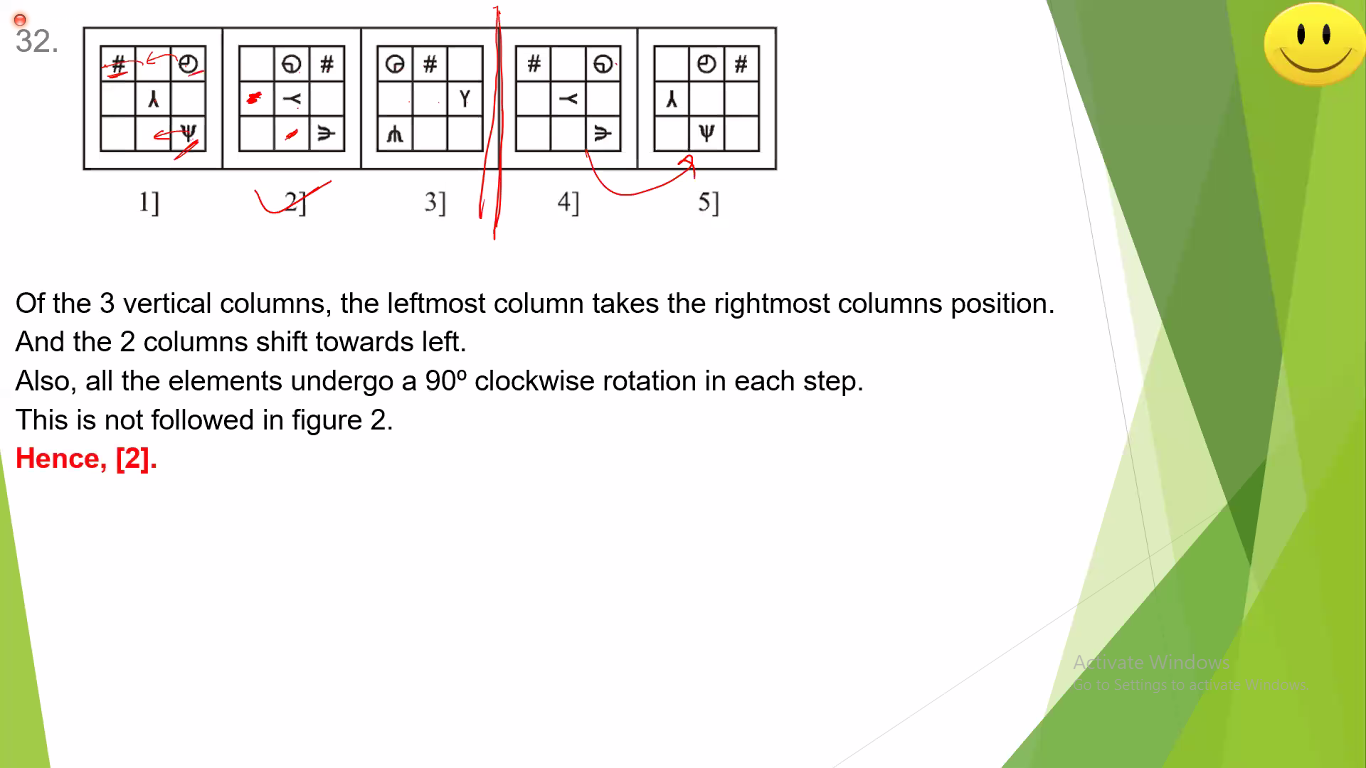 32.
# ◴
⅄ 
Ψ
◵ #
#
Y
#
#
⅄
Ψ
1] 2] 3] 4] 5]
Of the 3 vertical columns, the leftmost column takes the rightmost columns position.
And the 2 columns shift towards left.
Also, all the elements undergo a 90º clockwise rotation in each step.
This is not followed in figure 2.
Hence, [2].
Activate Windows
Go to Settings to activate Windows.